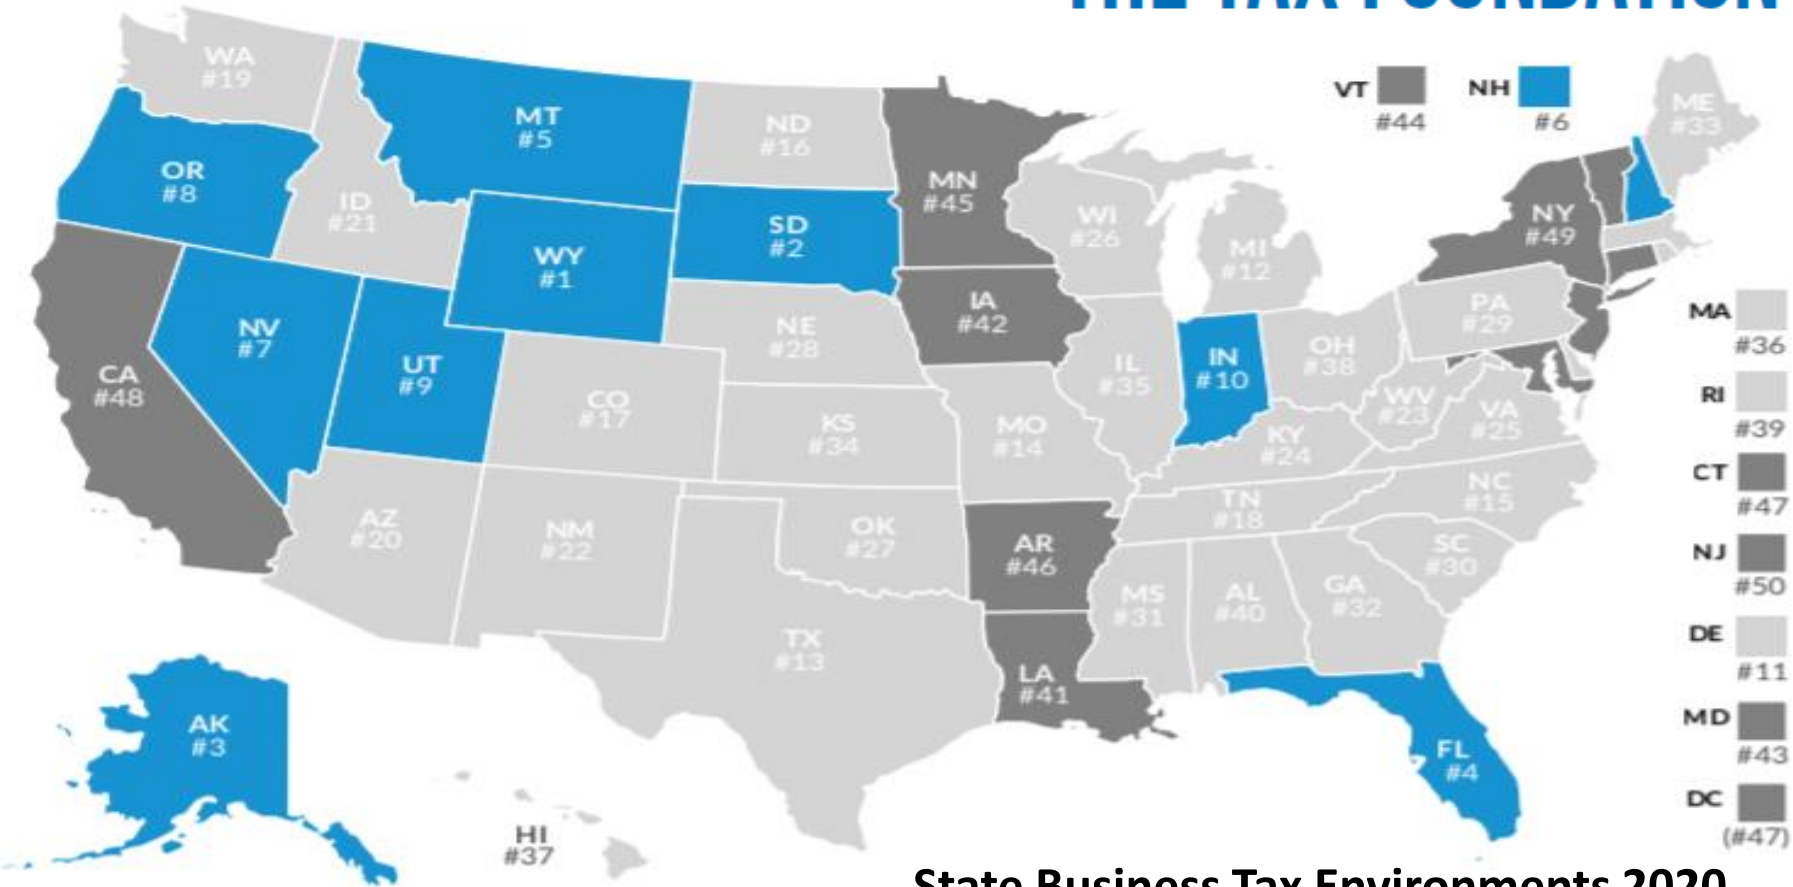 THE TAX FOUNDATION
WA
#19
MT
#5
ND
#16
MN
#45
VT
#44
NH
#6
ME
#33
OR
#8
ID
#21
WY
#1
SD
#2
WI
#26
MI
#12
NY
#49
CA
#48
NV
#7
UT
#9
CO
#17
NE
#28
IA
#42
IL
#35
IN
#10
OH
#38
PA
#29
WV
#23
VA
#25
KS
#34
MO
#14
KY
#24
MA
#36
RI
#39
CT
#47
NJ
#50
DE
#11
MD
#43
DC
(#47)
AZ
#20
NM
#22
OK
#27
AR
#46
TN
#18
NC
#15
SC
#30
TX
#13
LA
#41
MS
#31
AL
#40
GA
#32
FL
#4
AK
#3
HI
#37
State Business Tax Environments 2020